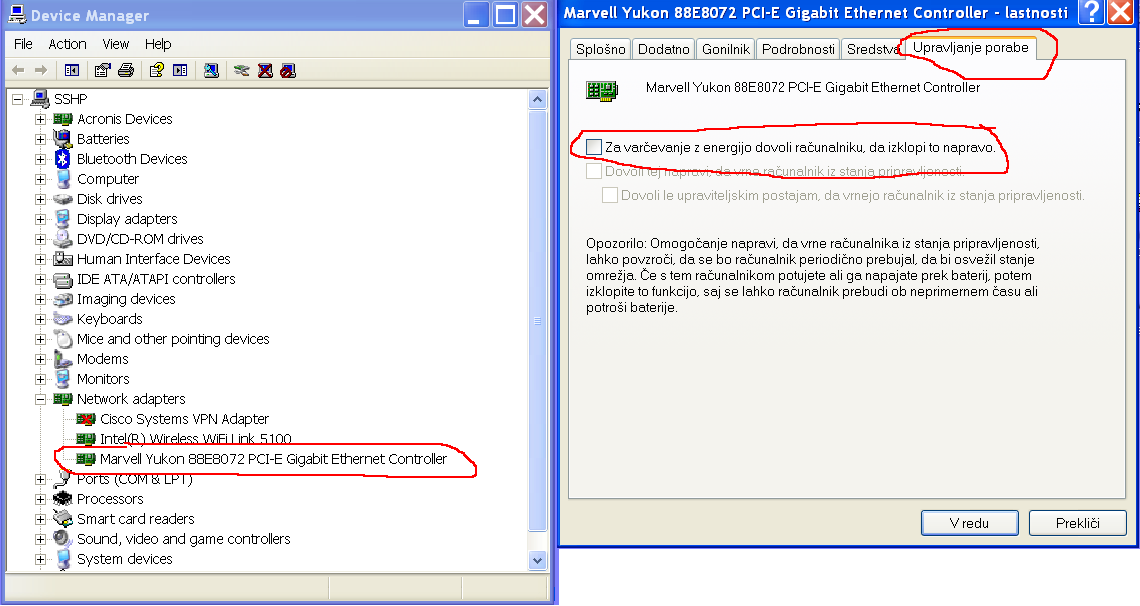 Device Manager
File Action View Help
SSHP
Acronis Devices
Batteries
Bluetooth Devices
Computer
Disk drives
Display adapters
DVD/CD-ROM drives
Human Interface Devices
IDE ATA/ATAPI controllers
Imaging devices
Keyboards
Mice and other pointing devices
Modems
Monitors
Network adapters
Cisco Systems VPN Adapter
Intel(R) Wireless WiFi Link 5100
Marvell Yukon 88E8072 PCI-E Gigabit Ethernet Controller
Ports (COM & LPT)
Processors
Smart card readers
Sound, video and game controllers
System devices
Marvell Yukon 88E8072 PCI-E Gigabit Ethernet Controller - lastnosti
Splošno Dodatno Gonilnik Podrobnosti Sredstva Upravljanje porabe
Marvell Yukon 88E8072 PCI-E Gigabit Ethernet Controller
Za varčevanje z energijo dovoli računalniku, da izklopi to napravo.
Dovoli tej napravi, da vrne računalnik iz stanja pripravljenosti.
Dovoli le upraviteljskim postajam, da vrnejo računalnik iz stanja pripravljenosti.
Opozorilo: Omogočanje napravi, da vrne računalnika iz stanja pripravljenosti,
lahko povzroči, da se bo računalnik periodično prebujal, da bi osvežil stanje
omrežja. Če s tem računalnikom potujete ali ga napajate prek baterij, potem
izklopite to funkcijo, saj se lahko računalnik prebudi ob neprimernem času ali
potroši baterije.
V redu Prekliči